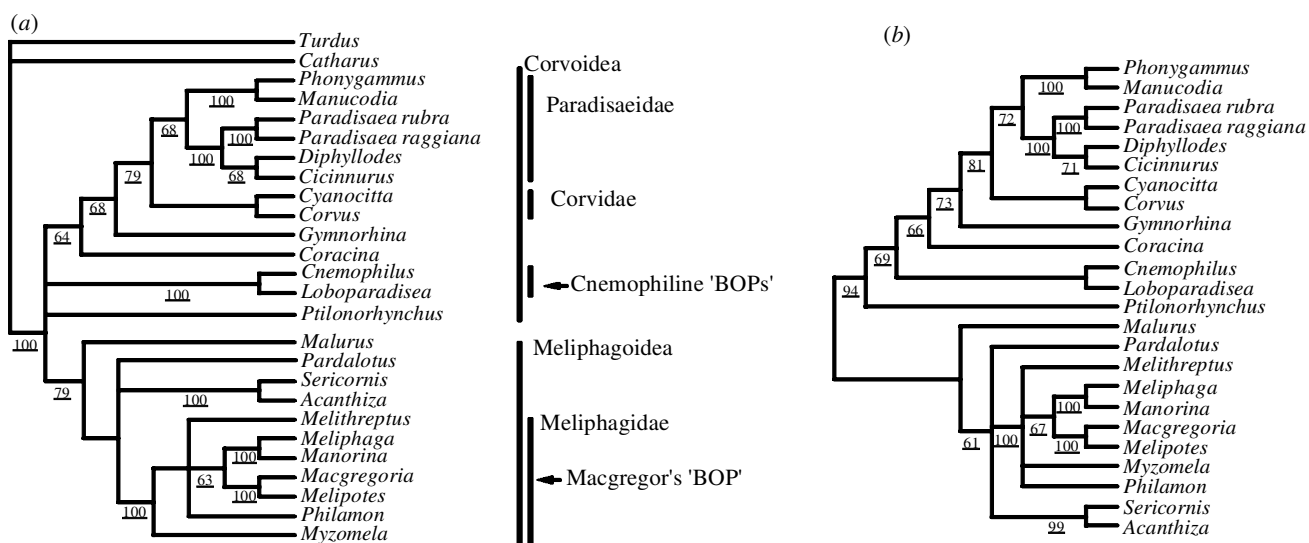 (a)
Turdus
Catharus
Phonygammus
Manucodia
Paradisaea rubra
Paradisaea raggiana
Diphyllodes
Cicinnurus
Cyanocitta
Corvus
Gymnorhina
Coracina
Cnemophilus
Loboparadisea
Ptilonorhynchus
Malurus
Pardalotus
Sericornis
Acanthiza
Melithreptus
Meliphaga
Manorina
Macgregoria
Melipotes
Philamon
Myzomela
100
68
100
100
68
79
68
64
100
100
79
100
100
63
100
100
Corvoidea
Paradisaeidae
Corvidae
Cnemophiline 'BOPs'
Meliphagoidea
Meliphagidae
Macgregor's 'BOP'
(b)
Phonygammus
Manucodia
Paradisaea rubra
Paradisaea raggiana
Diphyllodes
Cicinnurus
Cyanocitta
Corvus
Gymnorhina
Coracina
Cnemophilus
Loboparadisea
Ptilonorhynchus
Malurus
Pardalotus
Melithreptus
Meliphaga
Manorina
Macgregoria
Melipotes
Myzomela
Philamon
Sericornis
Acanthiza
100
72
100
100
71
81
73
66
69
94
100
67
100
61
100
99